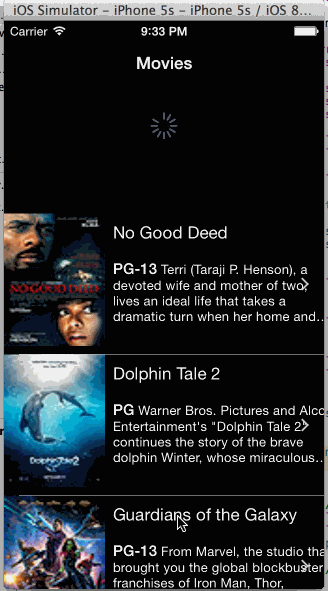 iOS Simulator – iPhone 5s – iPhone 5s / iOS 8...
Carrier 9:33 PM
Movies
No Good Deed
NO GOOD DEED
PG-13 Terri (Taraji P. Henson), a
devoted wife and mother of two
lives an ideal life that takes a
dramatic turn when her home and...
Dolphin Tale 2
DOLPHIN TALE 2
PG Warner Bros. Pictures and Alco
Entertainment's "Dolphin Tale 2"
continues the story of the brave
dolphin Winter, whose miraculous...
Guardians of the Galaxy
PG-13 From Marvel, the studio tha
brought you the global blockbuster
franchises of Iron Man, Thor,